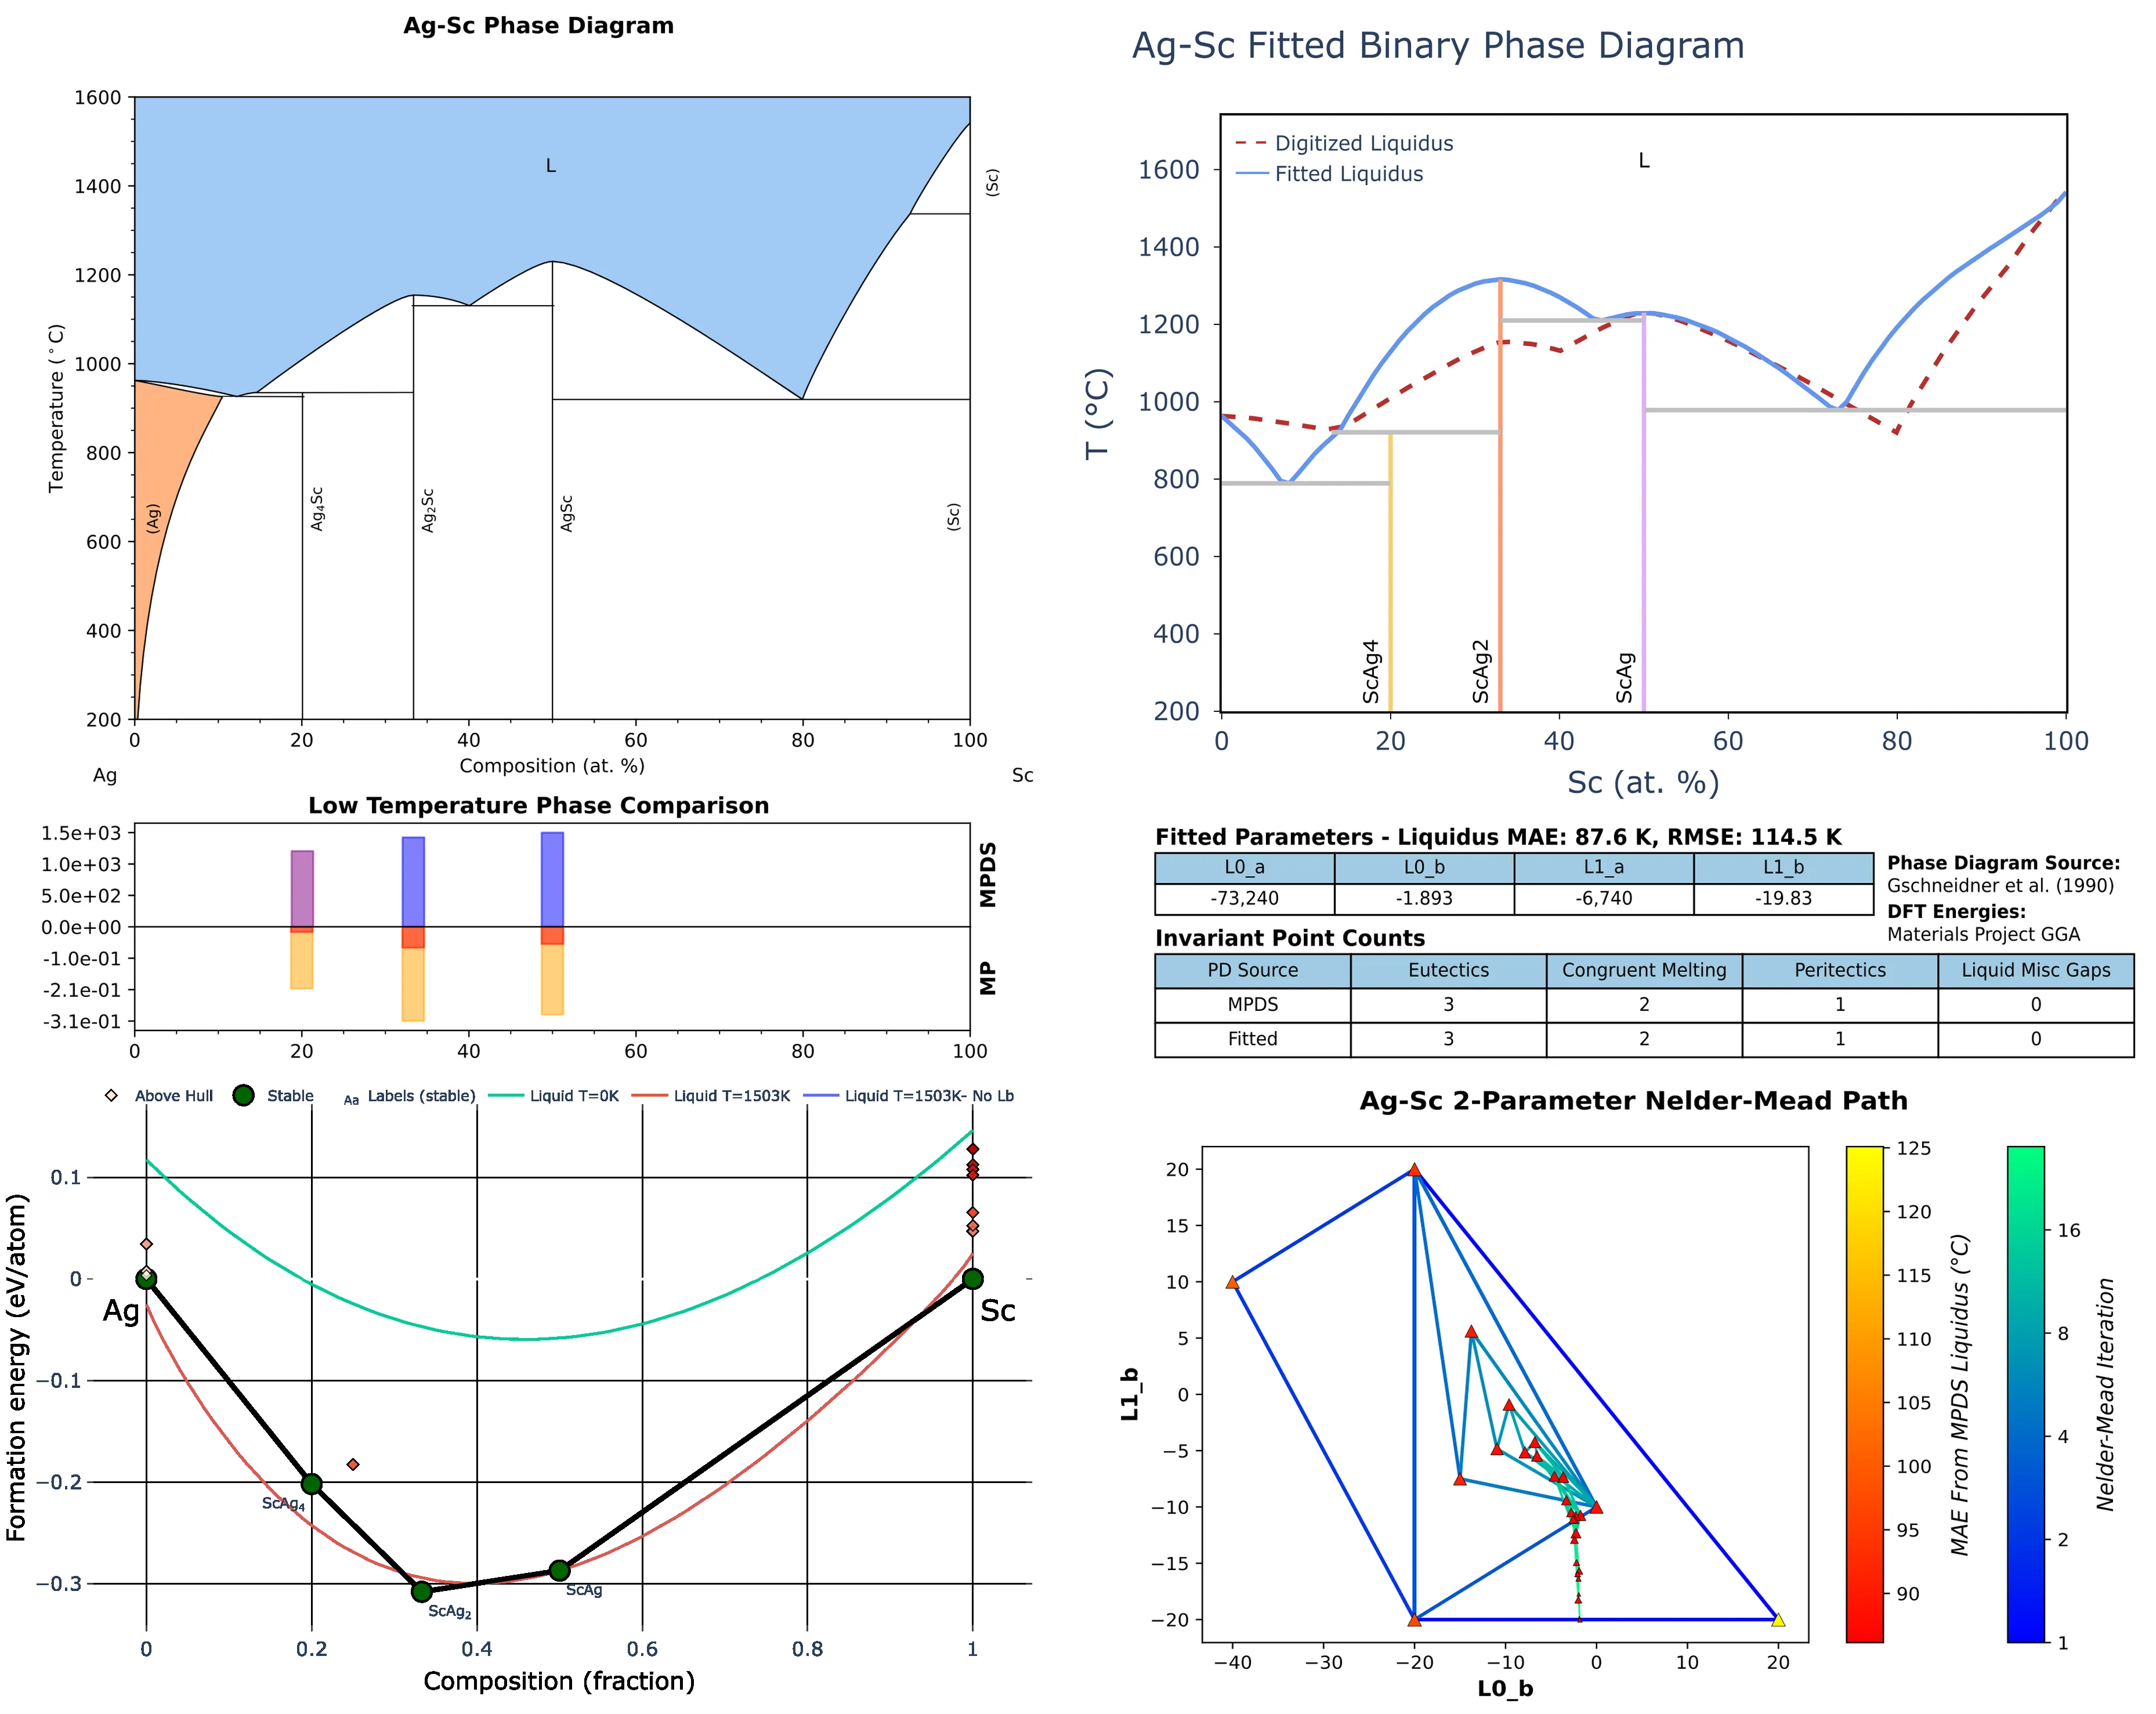 Ag-Sc Phase Diagram
1600
1400
1200
1000
800
600
400
200
Temperature (°C)
L
(Sc)
(Ag)
Ag4Sc
Ag2Sc
AgSc
(Sc)
0 20 40 60 80 100
Composition (at. %)
Ag Sc
Ag-Sc Fitted Binary Phase Diagram
Digitized Liquidus
Fitted Liquidus
L
1600
1400
1200
1000
800
600
400
200
T (°C)
ScAg4
ScAg2
ScAg
0 20 40 60 80 100
Sc (at. %)
Low Temperature Phase Comparison
1.5e+03
1.0e+03
5.0e+02
0.0e+00
-1.0e-01
-2.1e-01
-3.1e-01
MPDS
MP
0 20 40 60 80 100
Fitted Parameters - Liquidus MAE: 87.6 K, RMSE: 114.5 K
L0_a L0_b L1_a L1_b
-73,240 -1.893 -6,740 -19.83
Phase Diagram Source:
Gschneidner et al. (1990)
DFT Energies:
Materials Project GGA
Invariant Point Counts
PD Source Eutectics Congruent Melting Peritectics Liquid Misc Gaps
MPDS 3 2 1 0
Fitted 3 2 1 0
Above Hull Stable Aa Labels (stable) Liquid T=0K Liquid T=1503K Liquid T=1503K- No Lb
0.1
0
−0.1
−0.2
−0.3
Formation energy (eV/atom)
Ag
Sc
ScAg4
ScAg2
ScAg
0 0.2 0.4 0.6 0.8 1
Composition (fraction)
Ag-Sc 2-Parameter Nelder-Mead Path
20
15
10
5
0
−5
−10
−15
−20
L1_b
−40 −30 −20 −10 0 10 20
L0_b
125
120
115
110
105
100
95
90
MAE From MPDS Liquidus (°C)
16
8
4
2
1
Nelder-Mead Iteration